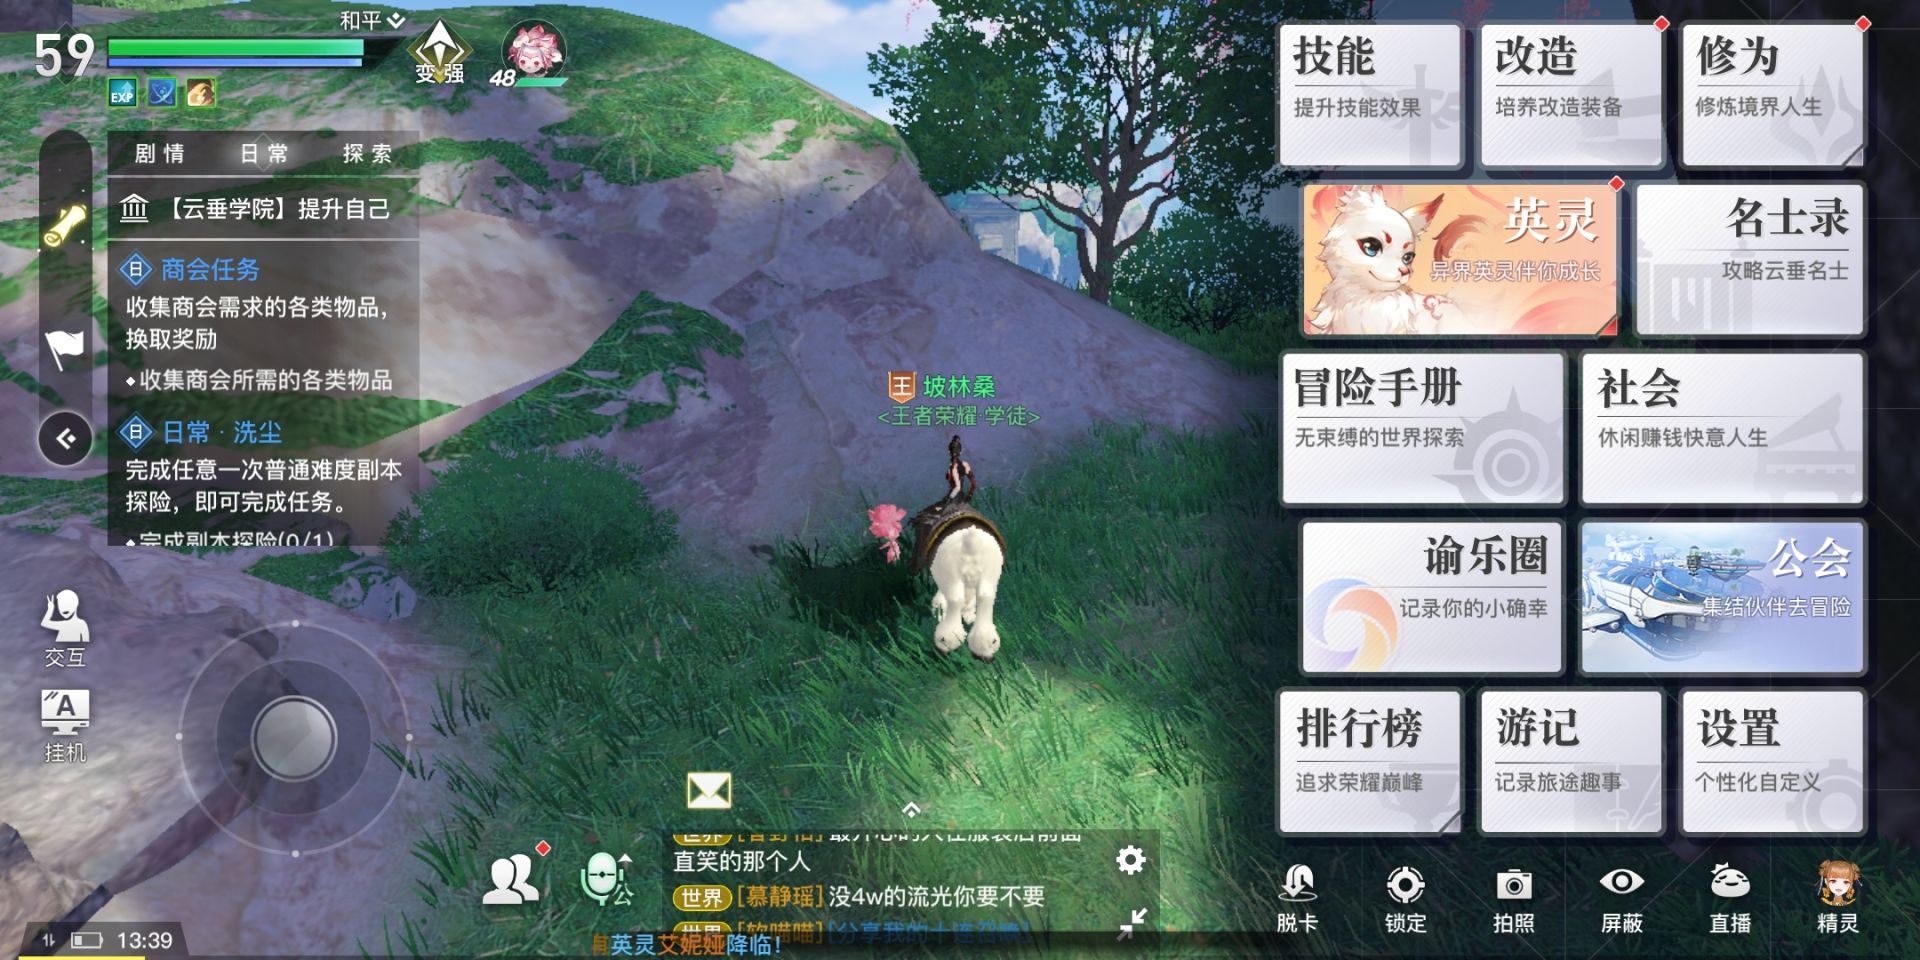 59
和平
变强
48
EXP
剧情 日常 探索
【云垂学院】提升自己
日 商会任务
收集商会需求的各类物品,
换取奖励
•收集商会所需的各类物品
日 日常·洗尘
完成任意一次普通难度副本
探险，即可完成任务。
•完成副本探险(0/1)
交互
A
挂机
13:39
王 坡林桑
<王者荣耀·学徒>
公
直笑的那个人
世界 [慕静瑶] 没4w的流光你要不要
英灵艾妮娅降临!
技能
提升技能效果
改造
培养改造装备
修为
修炼境界人生
英灵
异界英灵伴你成长
名士录
攻略云垂名士
冒险手册
无束缚的世界探索
社会
休闲赚钱快意人生
谕乐圈
记录你的小确幸
公会
集结伙伴去冒险
排行榜
追求荣耀巅峰
游记
记录旅途趣事
设置
个性化自定义
脱卡 锁定 拍照 屏蔽 直播 精灵